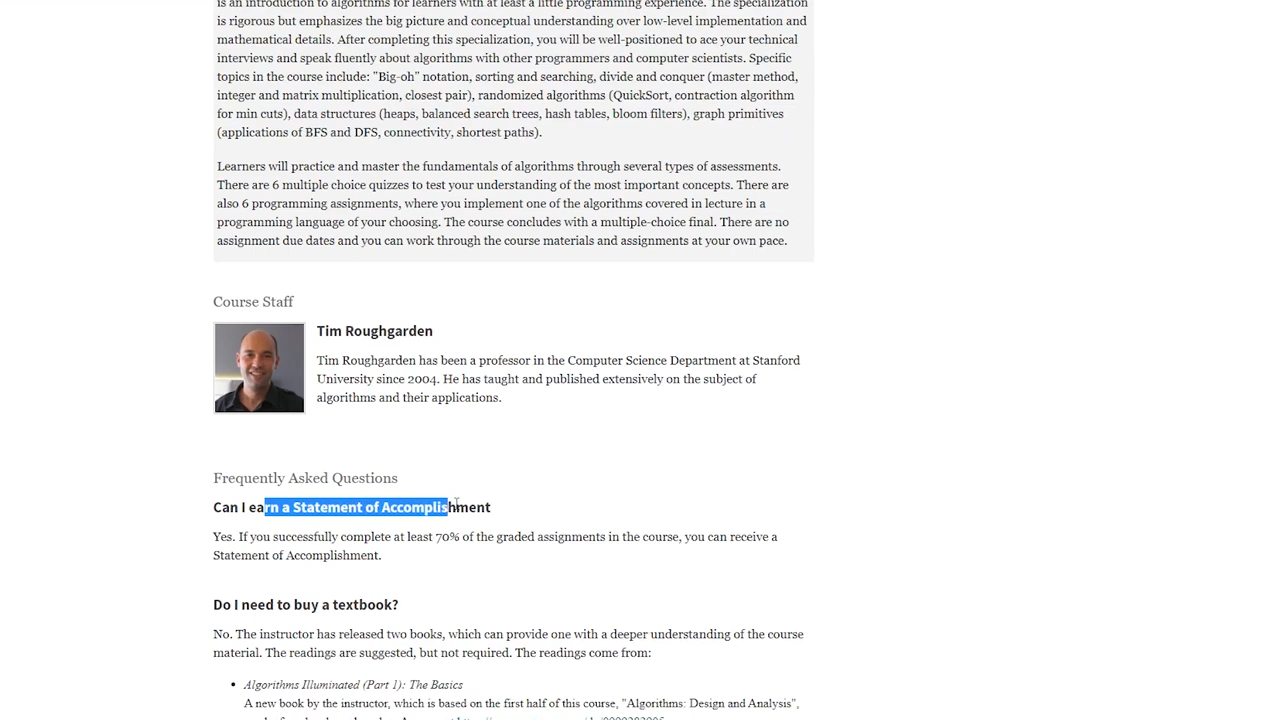 is an introduction to algorithms for learners with at least a little programming experience. The specialization
is rigorous but emphasizes the big picture and conceptual understanding over low-level implementation and
mathematical details. After completing this specialization, you will be well-positioned to ace your technical
interviews and speak fluently about algorithms with other programmers and computer scientists. Specific
topics in the course include: "Big-oh" notation, sorting and searching, divide and conquer (master method,
integer and matrix multiplication, closest pair), randomized algorithms (QuickSort, contraction algorithm
for min cuts), data structures (heaps, balanced search trees, hash tables, bloom filters), graph primitives
(applications of BFS and DFS, connectivity, shortest paths).
Learners will practice and master the fundamentals of algorithms through several types of assessments.
There are 6 multiple choice quizzes to test your understanding of the most important concepts. There are
also 6 programming assignments, where you implement one of the algorithms covered in lecture in a
programming language of your choosing. The course concludes with a multiple-choice final. There are no
assignment due dates and you can work through the course materials and assignments at your own pace.
Course Staff
Tim Roughgarden
Tim Roughgarden has been a professor in the Computer Science Department at Stanford
University since 2004. He has taught and published extensively on the subject of
algorithms and their applications.
Frequently Asked Questions
Can I earn a Statement of Accomplishment
Yes. If you successfully complete at least 70% of the graded assignments in the course, you can receive a
Statement of Accomplishment.
Do I need to buy a textbook?
No. The instructor has released two books, which can provide one with a deeper understanding of the course
material. The readings are suggested, but not required. The readings come from:
• Algorithms Illuminated (Part 1): The Basics
A new book by the instructor, which is based on the first half of this course, "Algorithms: Design and Analysis",